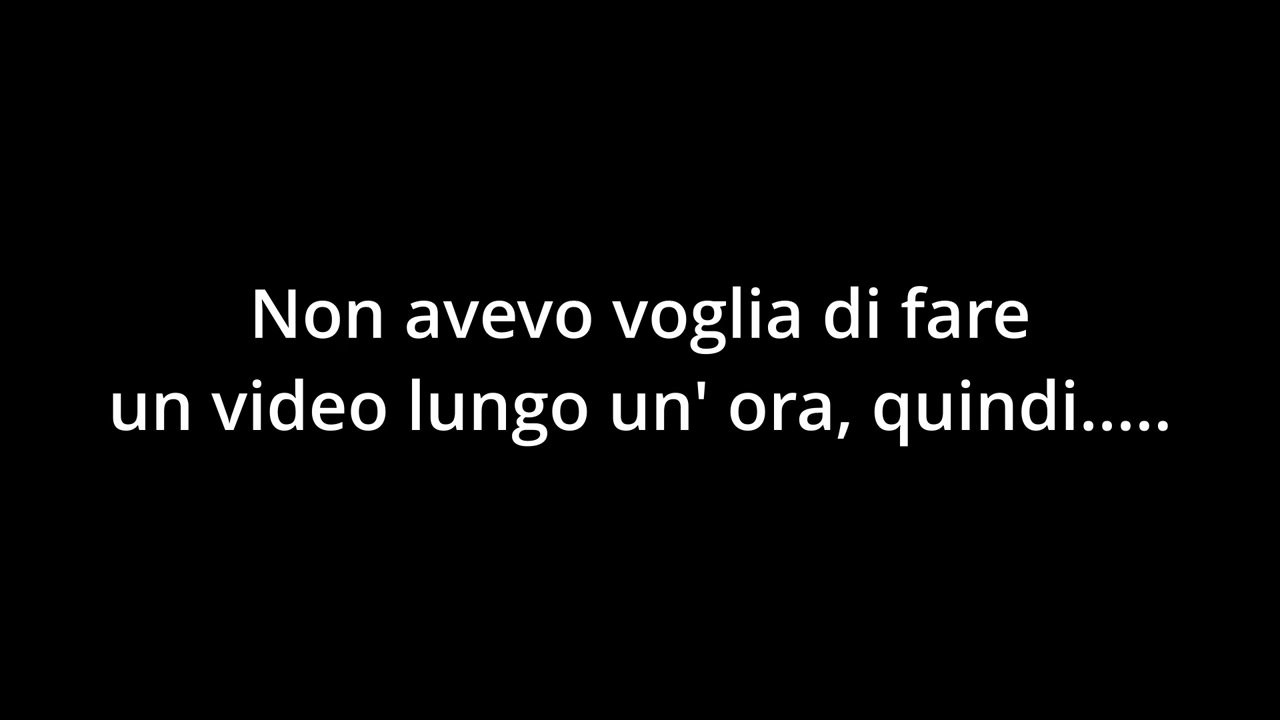 Non avevo voglia di fare
un video lungo un' ora, quindi.....